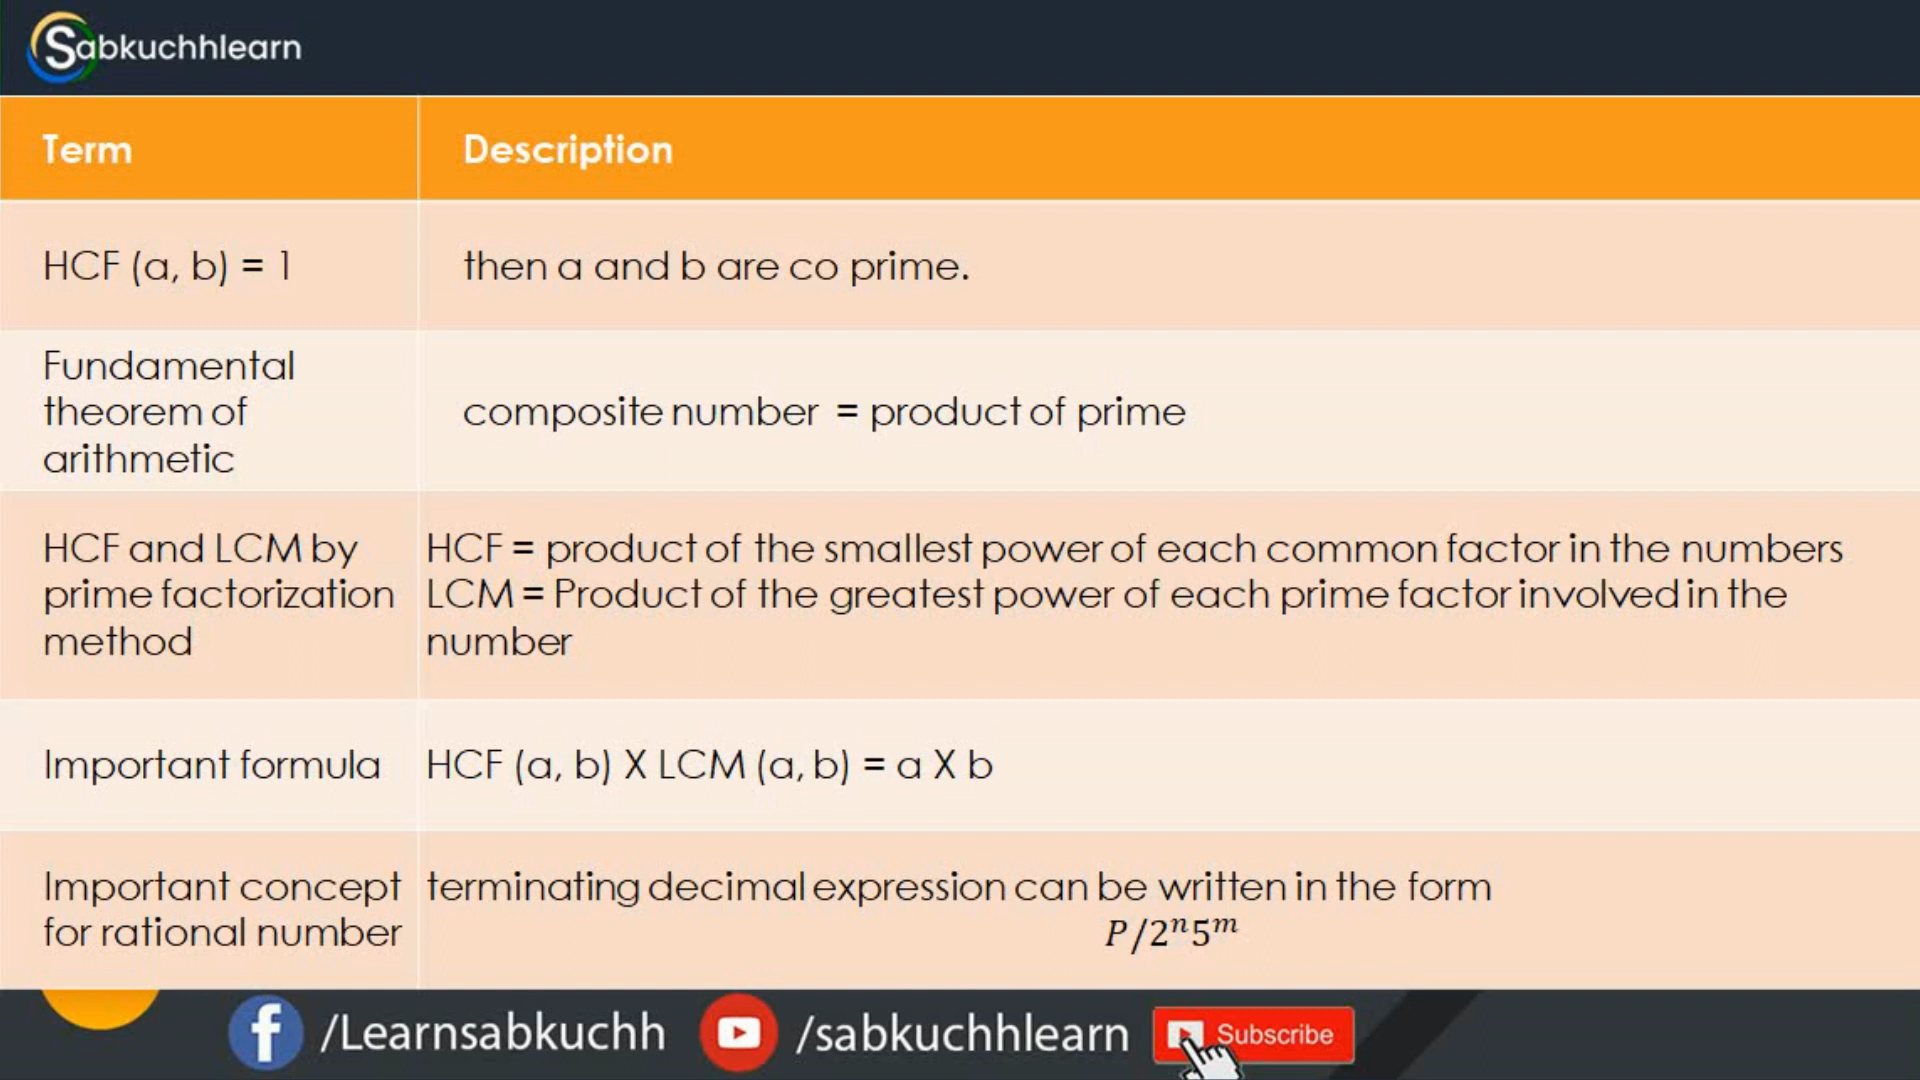 Sabkuchhlearn
Term
Description
HCF (a, b) = 1
then a and b are co prime.
Fundamental
theorem of
arithmetic
composite number = product of prime
HCF and LCM by
prime factorization
method
HCF = product of the smallest power of each common factor in the numbers
LCM = Product of the greatest power of each prime factor involved in the
number
Important formula
HCF (a, b) X LCM (a, b) = a X b
Important concept
for rational number
terminating decimal expression can be written in the form
P/2ⁿ5ᵐ
/Learnsabkuchh
/sabkuchhlearn
Subscribe